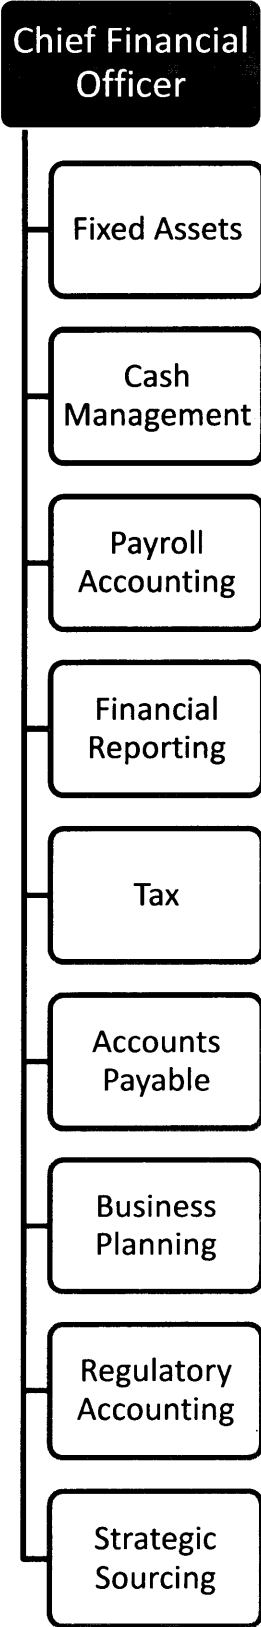 Chief Financial
Officer
Fixed Assets
Cash
Management
Payroll
Accounting
Financial
Reporting
Tax
Accounts
Payable
Business
Planning
Regulatory
Accounting
Strategic
Sourcing